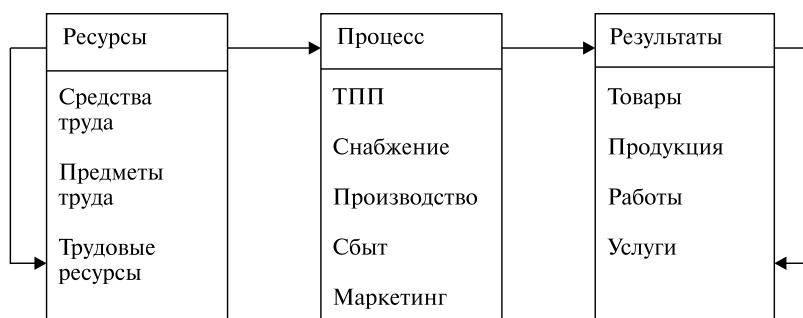 Ресурсы
Средства
труда
Предметы
труда
Трудовые
ресурсы
Процесс
ТПП
Снабжение
Производство
Сбыт
Маркетинг
Результаты
Товары
Продукция
Работы
Услуги